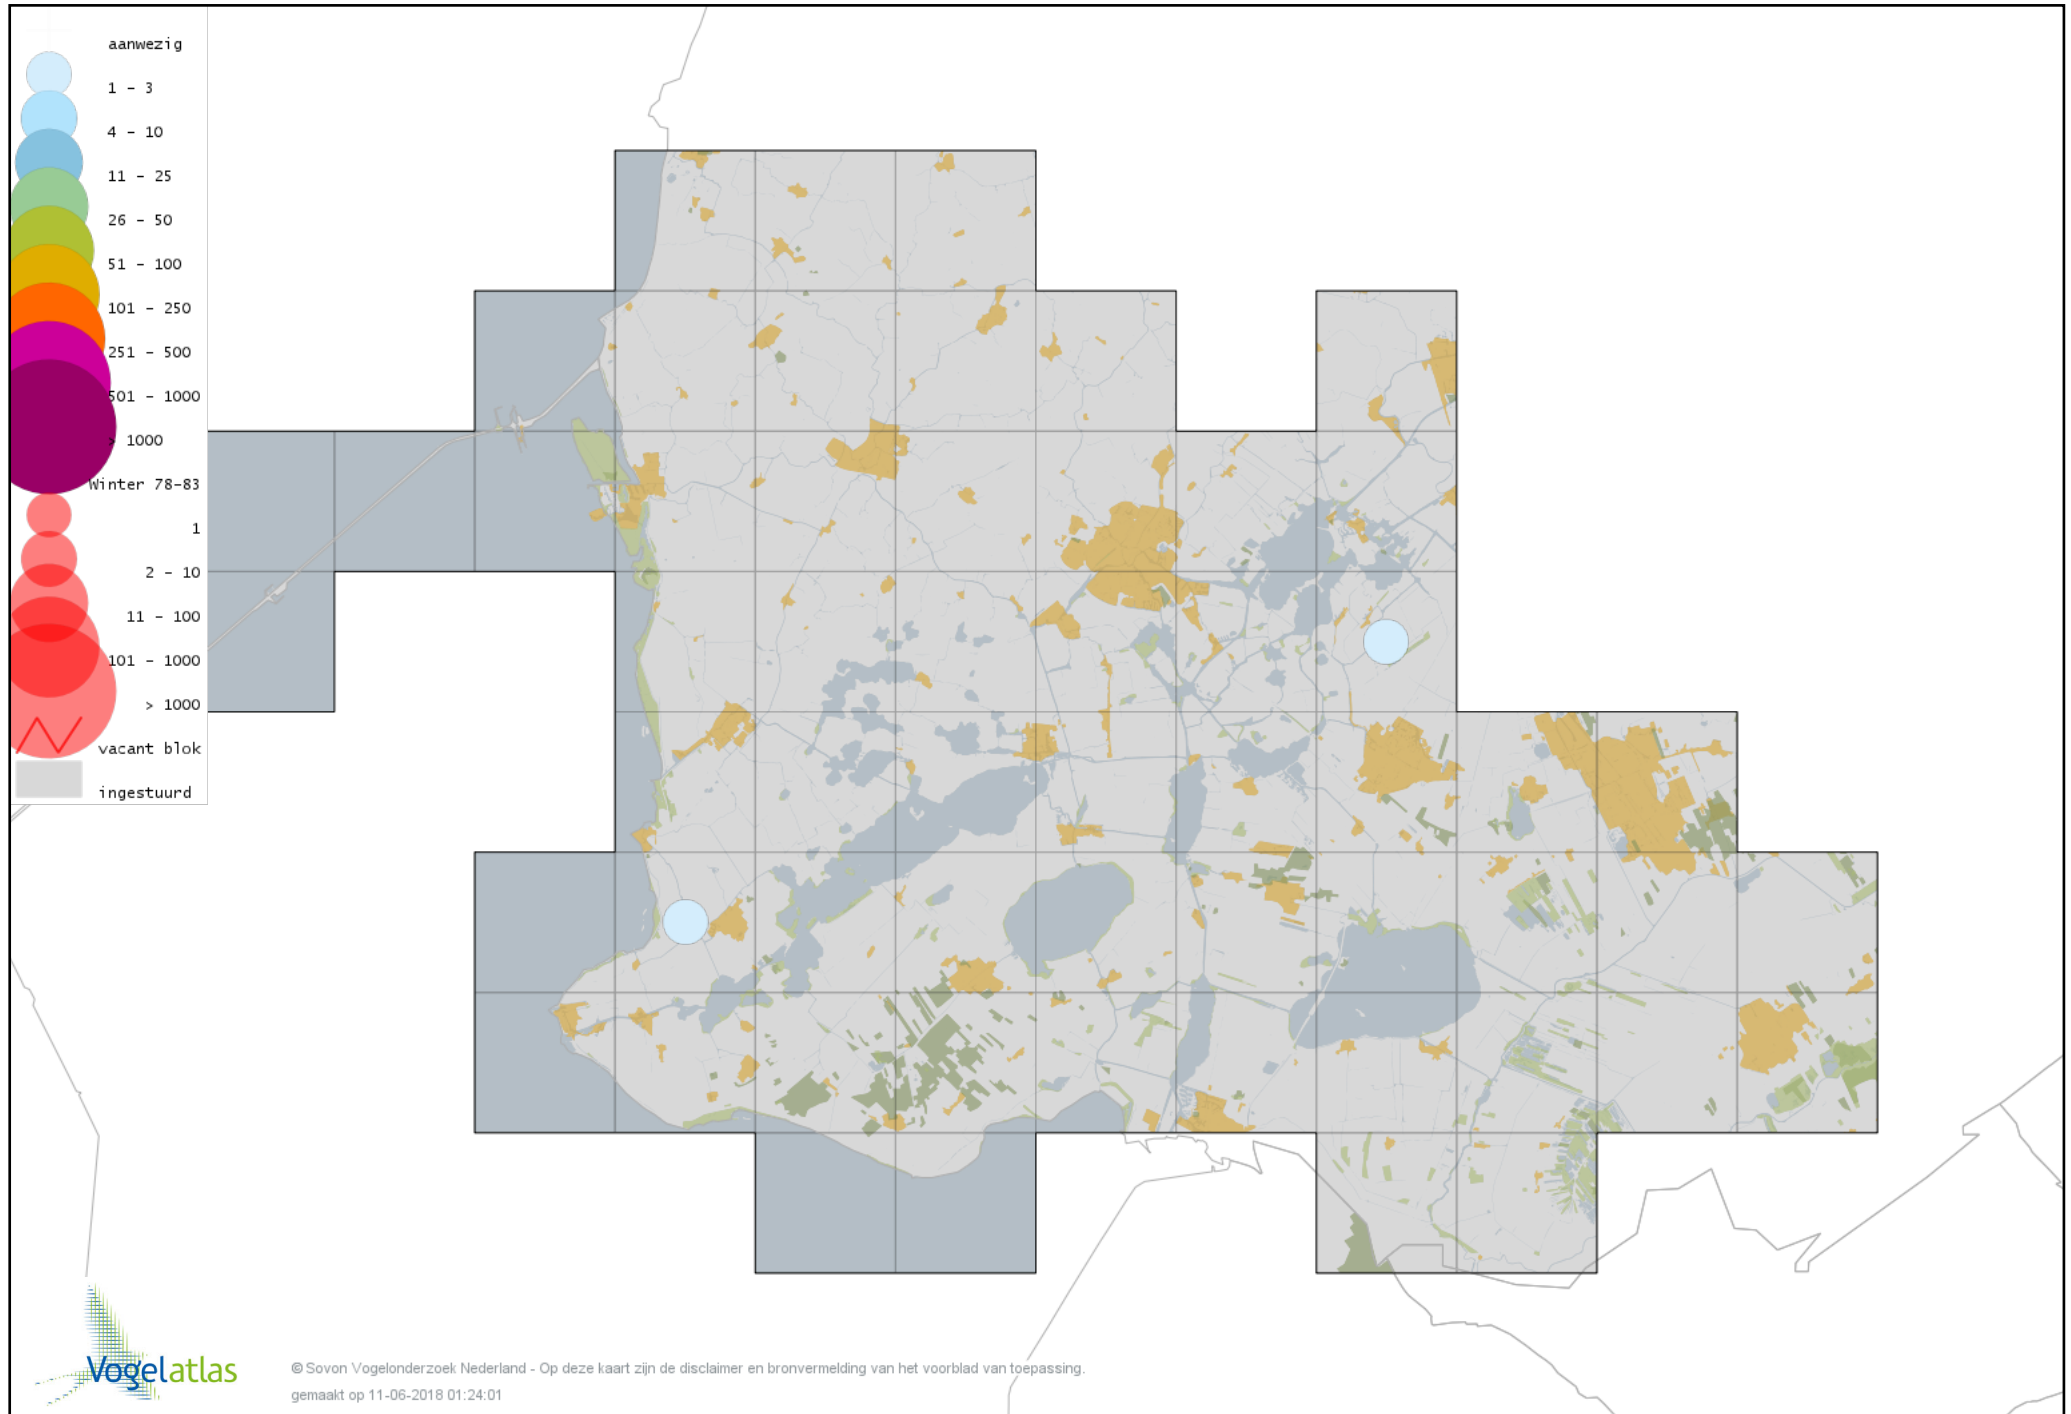 aanwezig
1 - 3
4 - 10
11 - 25
26 - 50
51 - 100
101 - 250
251 - 500
501 - 1000
> 1000
Winter 78-83
1
2 - 10
11 - 100
101 - 1000
> 1000
vacant blok
ingestuurd
Vogelatlas
© Sovon Vogelonderzoek Nederland - Op deze kaart zijn de disclaimer en bronvermelding van het voorblad van toepassing.
gemaakt op 11-06-2018 01:24:01